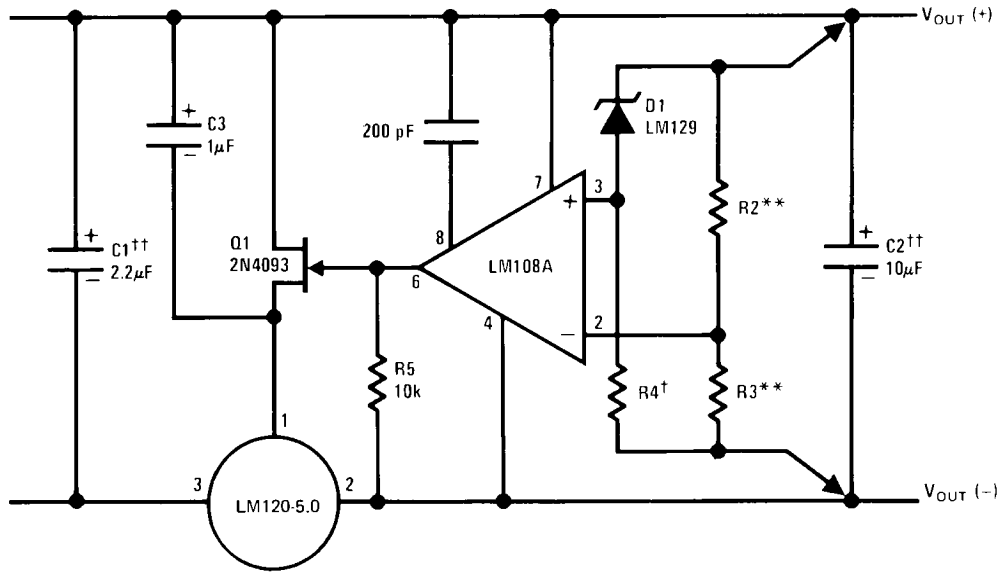 VOUT (+)
+
C3
1µF
−
200 pF
7
3
+
D1
LM129
R2**
C1††
+
2.2µF
−
Q1
2N4093
8
LM108A
6
4
2
−
+
C2††
10µF
−
R5
10k
R4†
R3**
1
3
LM120-5.0
2
VOUT (−)